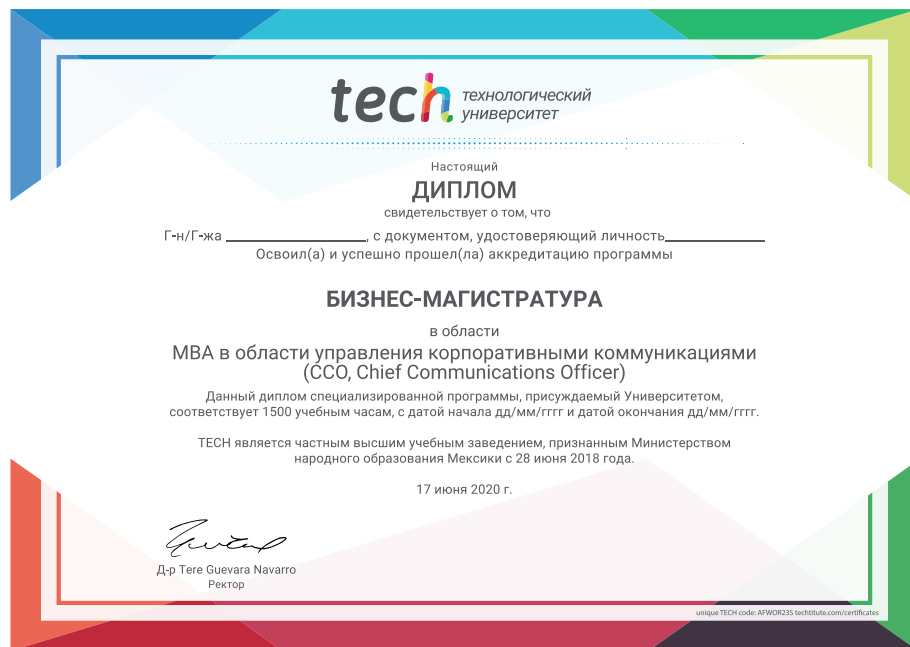 tech технологический
университет
Настоящий
ДИПЛОМ
свидетельствует о том, что
Г-н/Г-жа ____________________, с документом, удостоверяющий личность______________
Освоил(а) и успешно прошел(ла) аккредитацию программы
БИЗНЕС-МАГИСТРАТУРА
в области
MBA в области управления корпоративными коммуникациями
(CCO, Chief Communications Officer)
Данный диплом специализированной программы, присуждаемый Университетом,
соответствует 1500 учебным часам, с датой начала дд/мм/гггг и датой окончания дд/мм/гггг.
TECH является частным высшим учебным заведением, признанным Министерством
народного образования Мексики с 28 июня 2018 года.
17 июня 2020 г.
Д-р Tere Guevara Navarro
Ректор
unique TECH code: AFWOR23S techtitute.com/certificates